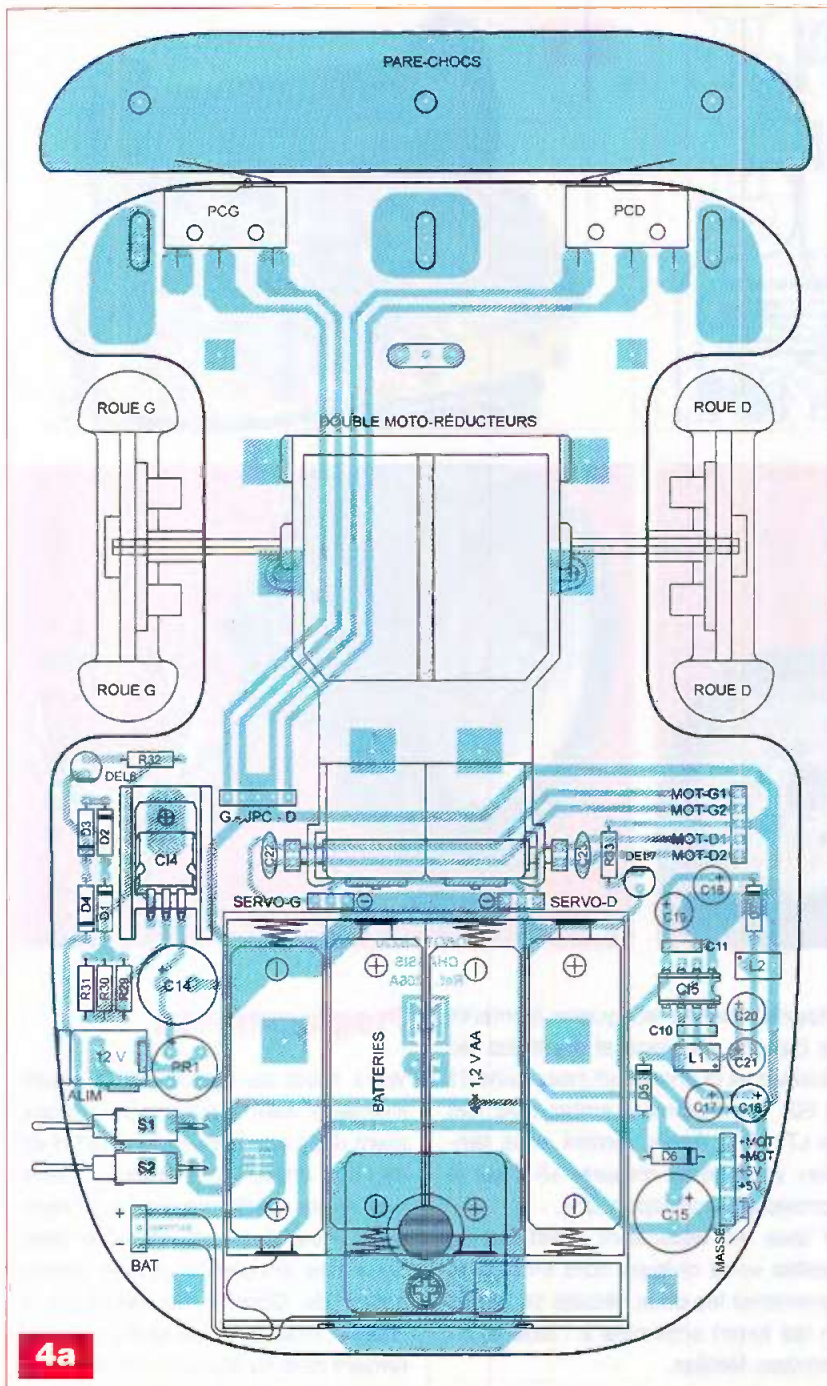 PARE-CHOCS
PCG
PCD
ROUE G
DOUBLE MOTO-RÉDUCTEURS
ROUE D
ROUE G
ROUE D
R32
DEL6
G - JPC - D
MOT-G1
MOT-G2
MOT-D1
MOT-D2
D3
D2
CI4
C22
C23
R33
DEL7
D4
D1
SERVO-G
SERVO-D
C18
C19
C11
L2
CHASSIS
CI5
R31
R30
R29
C14
C10
C20
L1
C21
12 V
ALIM
PR1
BATTERIES
4 x 1,2 V AA
D5
C17
C16
S1
S2
D6
+MOT
+MOT
+5V
+5V
C15
MASSE
+
−
BAT
4a